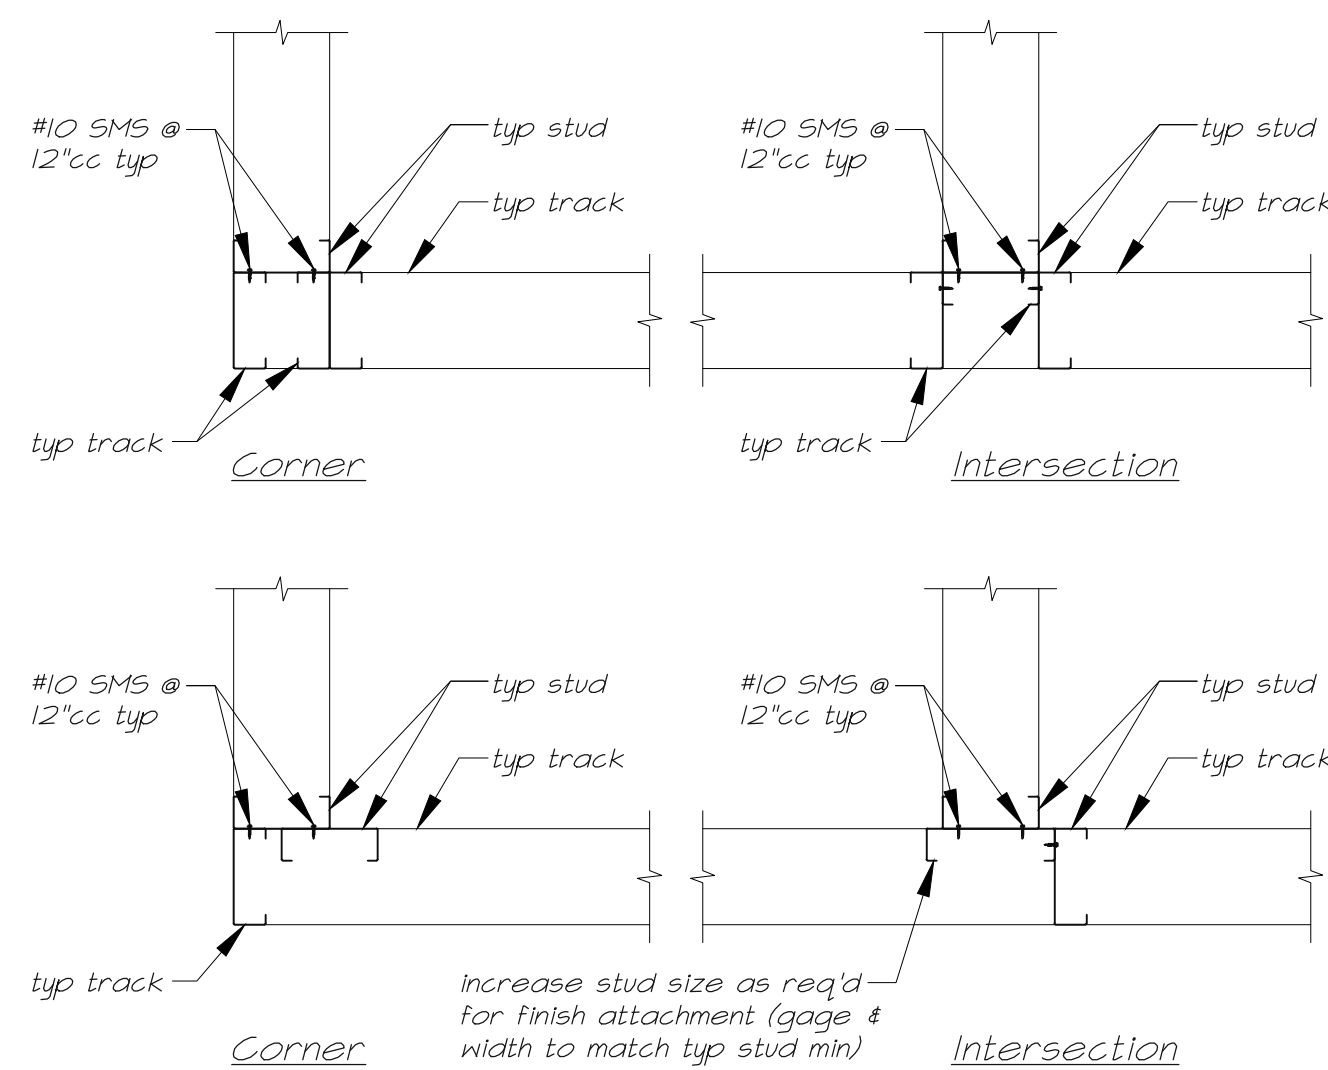 #10 SMS @
12"cc typ
typ stud
typ track
typ track
Corner
#10 SMS @
12"cc typ
typ stud
typ track
typ track
Intersection
#10 SMS @
12"cc typ
typ stud
typ track
typ track
Corner
#10 SMS @
12"cc typ
typ stud
typ track
increase stud size as req'd
for finish attachment (gage &
width to match typ stud min)
Intersection